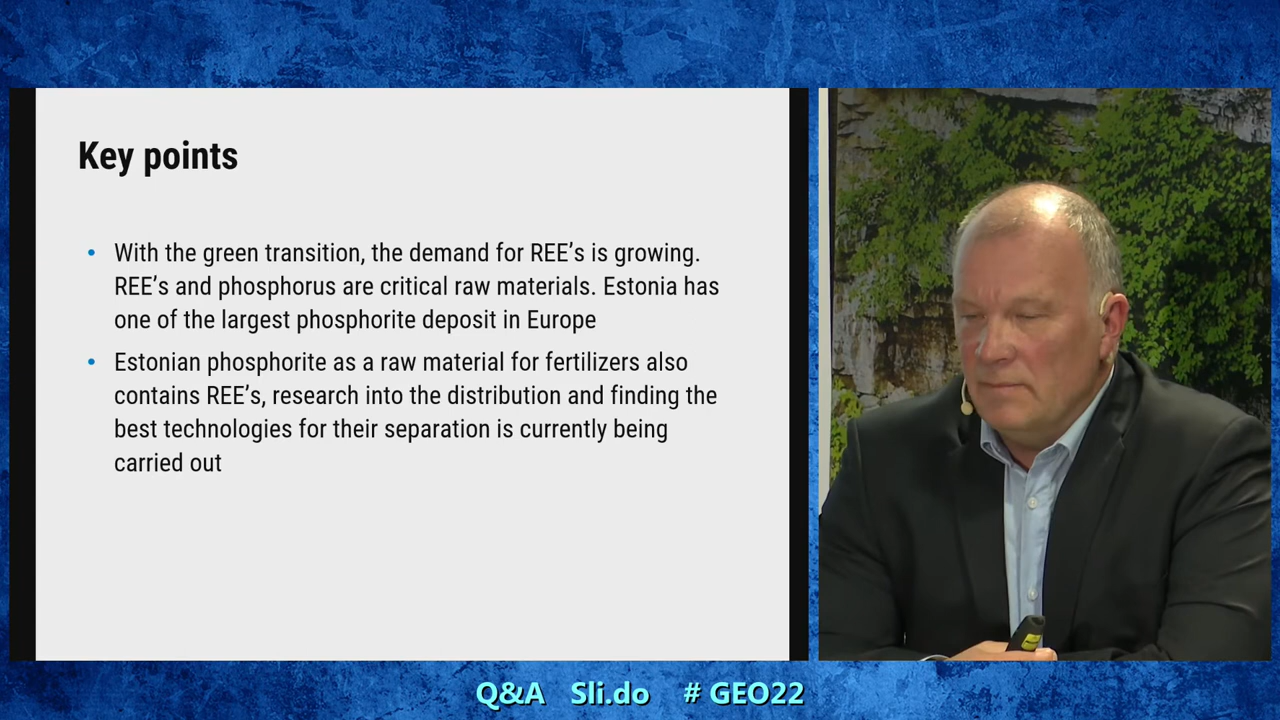 Key points
With the green transition, the demand for REE’s is growing.
REE’s and phosphorus are critical raw materials. Estonia has
one of the largest phosphorite deposit in Europe
Estonian phosphorite as a raw material for fertilizers also
contains REE’s, research into the distribution and finding the
best technologies for their separation is currently being
carried out
Q&A Sli.do # GEO22